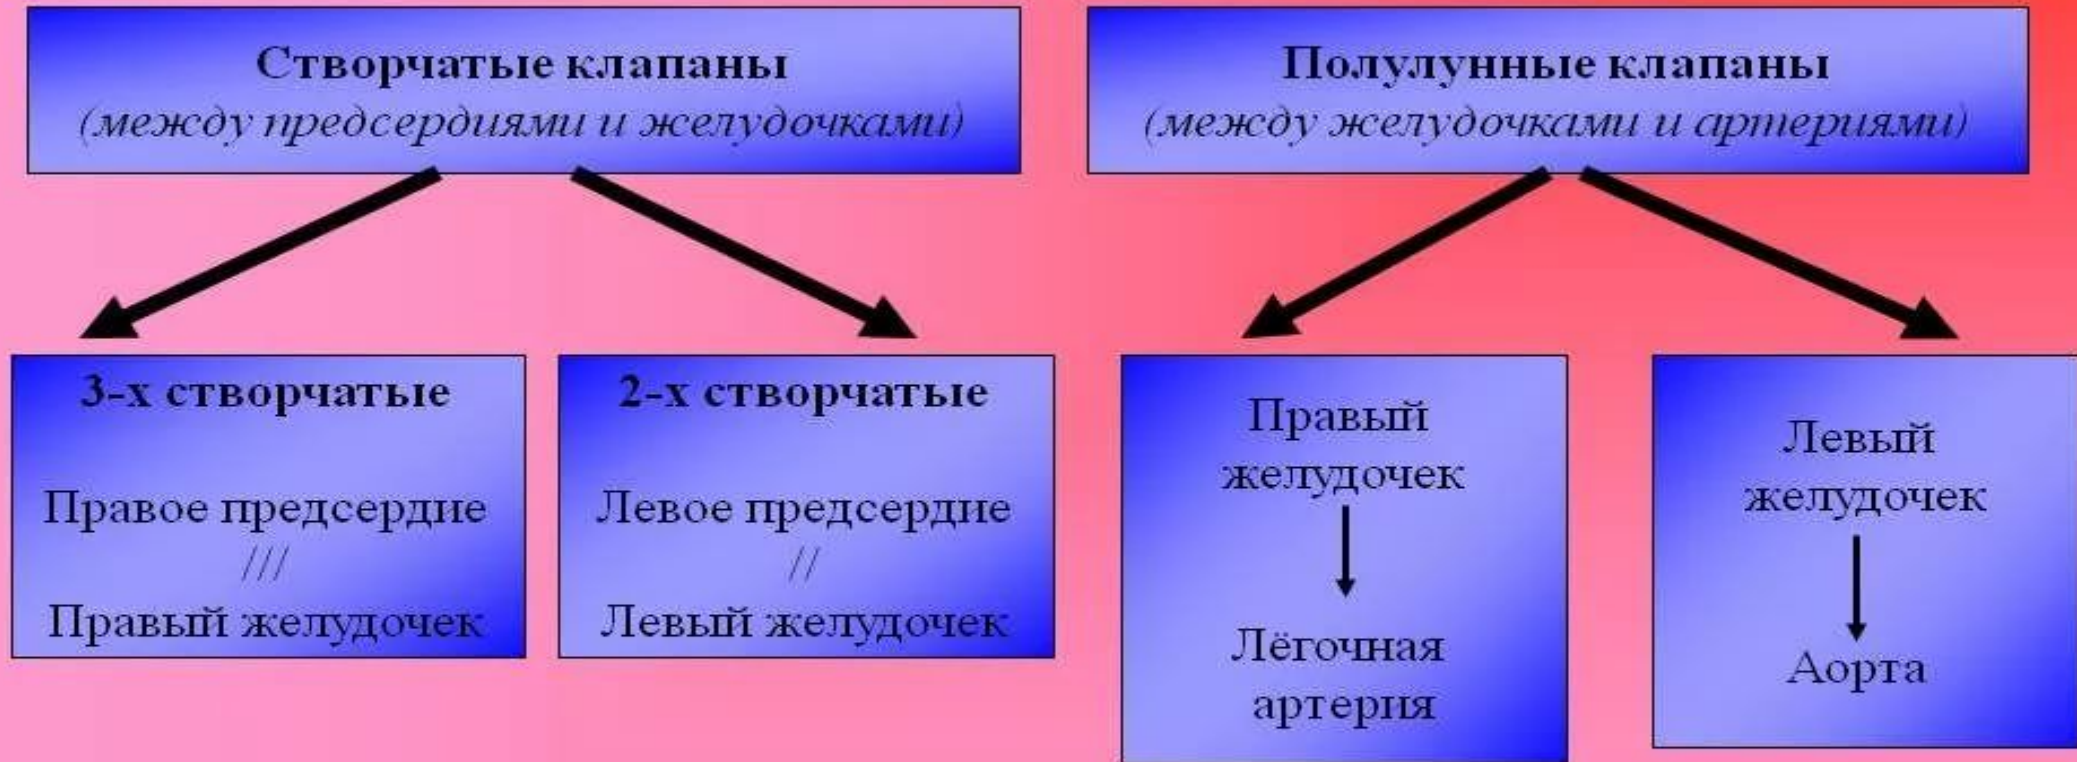 Створчатые клапаны
(между предсердиями и желудочками)
Полулунные клапаны
(между желудочками и артериями)
3-х створчатые
Правое предсердие
///
Правый желудочек
2-х створчатые
Левое предсердие
//
Левый желудочек
Правый
желудочек
Лёгочная
артерия
Левый
желудочек
Аорта